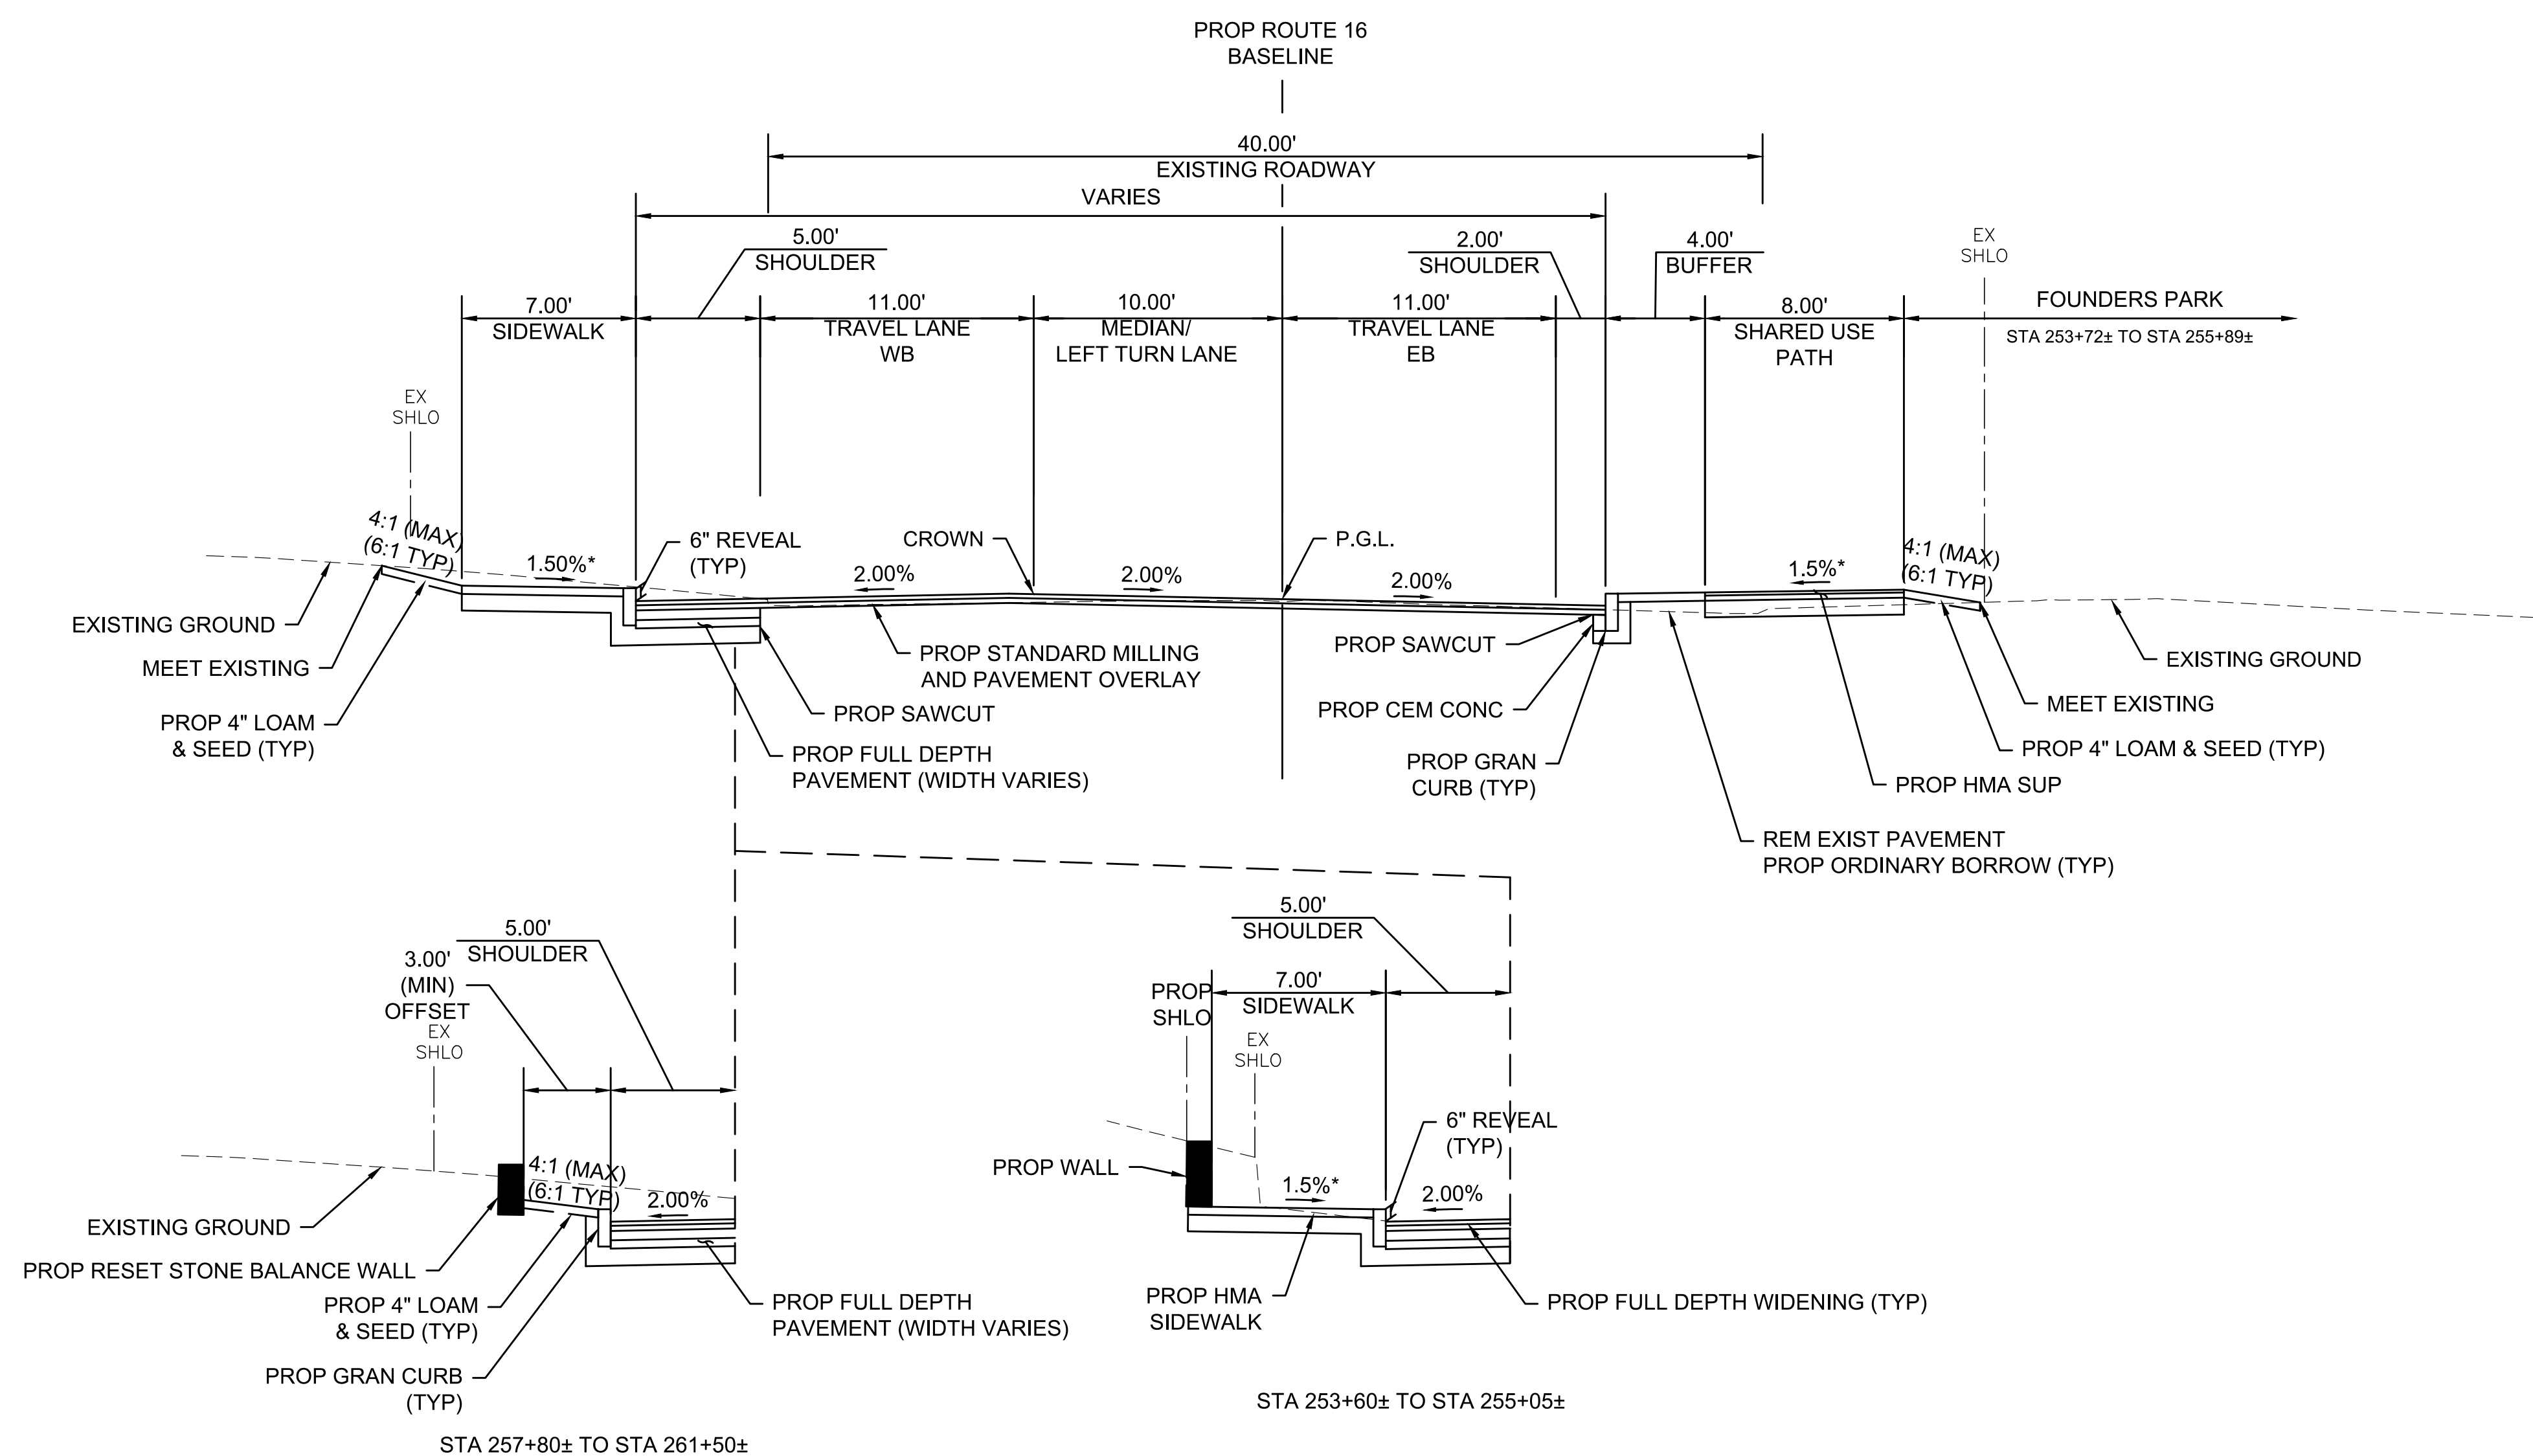 PROP ROUTE 16
BASELINE
40.00'
EXISTING ROADWAY
VARIES
5.00'
SHOULDER
2.00'
SHOULDER
4.00'
BUFFER
EX
SHLO
7.00'
SIDEWALK
11.00'
TRAVEL LANE
WB
10.00'
MEDIAN/
LEFT TURN LANE
11.00'
TRAVEL LANE
EB
8.00'
SHARED USE
PATH
FOUNDERS PARK
STA 253+72± TO STA 255+89±
EX
SHLO
4:1 (MAX)
(6:1 TYP)
1.50%*
6" REVEAL
(TYP)
CROWN
P.G.L.
2.00%
2.00%
2.00%
1.5%*
4:1 (MAX)
(6:1 TYP)
EXISTING GROUND
MEET EXISTING
PROP 4" LOAM
& SEED (TYP)
PROP STANDARD MILLING
AND PAVEMENT OVERLAY
PROP SAWCUT
PROP FULL DEPTH
PAVEMENT (WIDTH VARIES)
PROP SAWCUT
PROP CEM CONC
PROP GRAN
CURB (TYP)
EXISTING GROUND
MEET EXISTING
PROP 4" LOAM & SEED (TYP)
PROP HMA SUP
REM EXIST PAVEMENT
PROP ORDINARY BORROW (TYP)
5.00'
SHOULDER
3.00'
(MIN)
OFFSET
EX
SHLO
4:1 (MAX)
(6:1 TYP)
2.00%
EXISTING GROUND
PROP RESET STONE BALANCE WALL
PROP 4" LOAM
& SEED (TYP)
PROP GRAN CURB
(TYP)
PROP FULL DEPTH
PAVEMENT (WIDTH VARIES)
STA 257+80± TO STA 261+50±
5.00'
SHOULDER
7.00'
SIDEWALK
PROP
SHLO
EX
SHLO
6" REVEAL
(TYP)
PROP WALL
1.5%*
2.00%
PROP HMA
SIDEWALK
PROP FULL DEPTH WIDENING (TYP)
STA 253+60± TO STA 255+05±